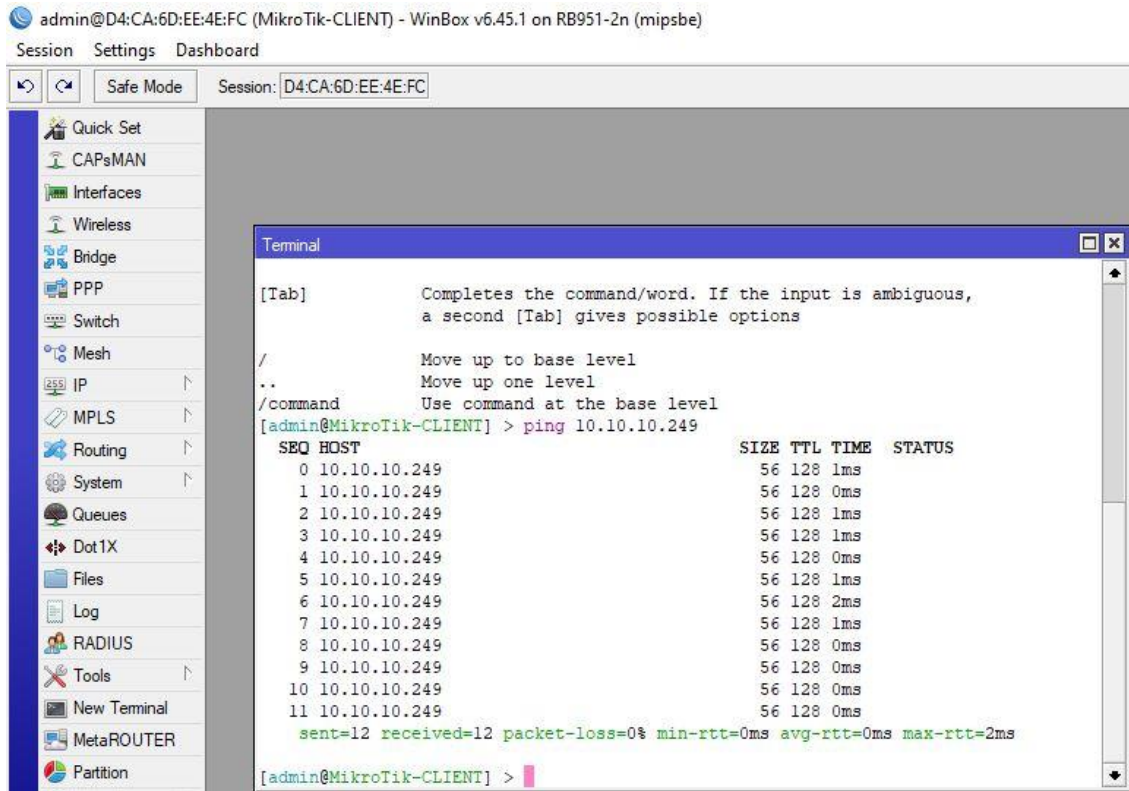 admin@D4:CA:6D:EE:4E:FC (MikroTik-CLIENT) - WinBox v6.45.1 on RB951-2n (mipsbe)
Session Settings Dashboard
Safe Mode Session: D4:CA:6D:EE:4E:FC
Quick Set
CAPsMAN
Interfaces
Wireless
Bridge
PPP
Switch
Mesh
255 IP
MPLS
Routing
System
Queues
Dot1X
Files
Log
RADIUS
Tools
New Terminal
MetaROUTER
Partition
Terminal
[Tab] Completes the command/word. If the input is ambiguous,
a second [Tab] gives possible options
/ Move up to base level
.. Move up one level
/command Use command at the base level
[admin@MikroTik-CLIENT] > ping 10.10.10.249
SEQ HOST SIZE TTL TIME STATUS
0 10.10.10.249 56 128 1ms
1 10.10.10.249 56 128 0ms
2 10.10.10.249 56 128 1ms
3 10.10.10.249 56 128 1ms
4 10.10.10.249 56 128 0ms
5 10.10.10.249 56 128 1ms
6 10.10.10.249 56 128 2ms
7 10.10.10.249 56 128 1ms
8 10.10.10.249 56 128 0ms
9 10.10.10.249 56 128 0ms
10 10.10.10.249 56 128 0ms
11 10.10.10.249 56 128 0ms
sent=12 received=12 packet-loss=0% min-rtt=0ms avg-rtt=0ms max-rtt=2ms
[admin@MikroTik-CLIENT] >